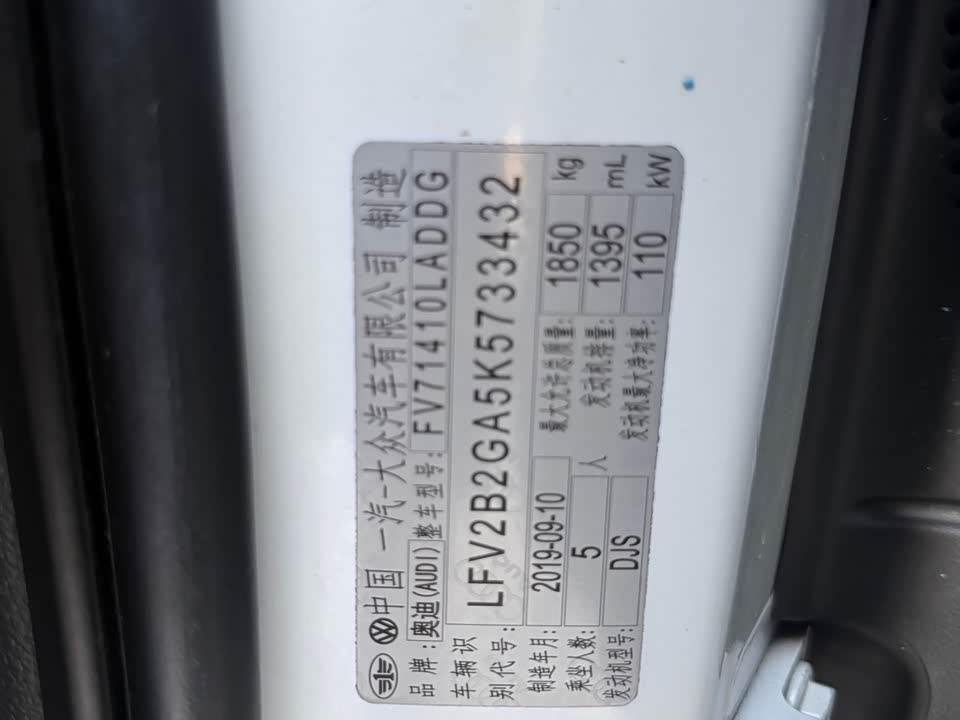 中国 一汽-大众汽车有限公司 制造
品牌: 奥迪(AUDI) 整车型号: FV71410LADDG
车辆识别代号: LFV2B2GA5K5733432
制造年月: 2019-09-10 最大允许总质量: 1850 kg
乘坐人数: 5 人 发动机排量: 1395 mL
发动机型号: DJS 发动机最大净功率: 110 kW